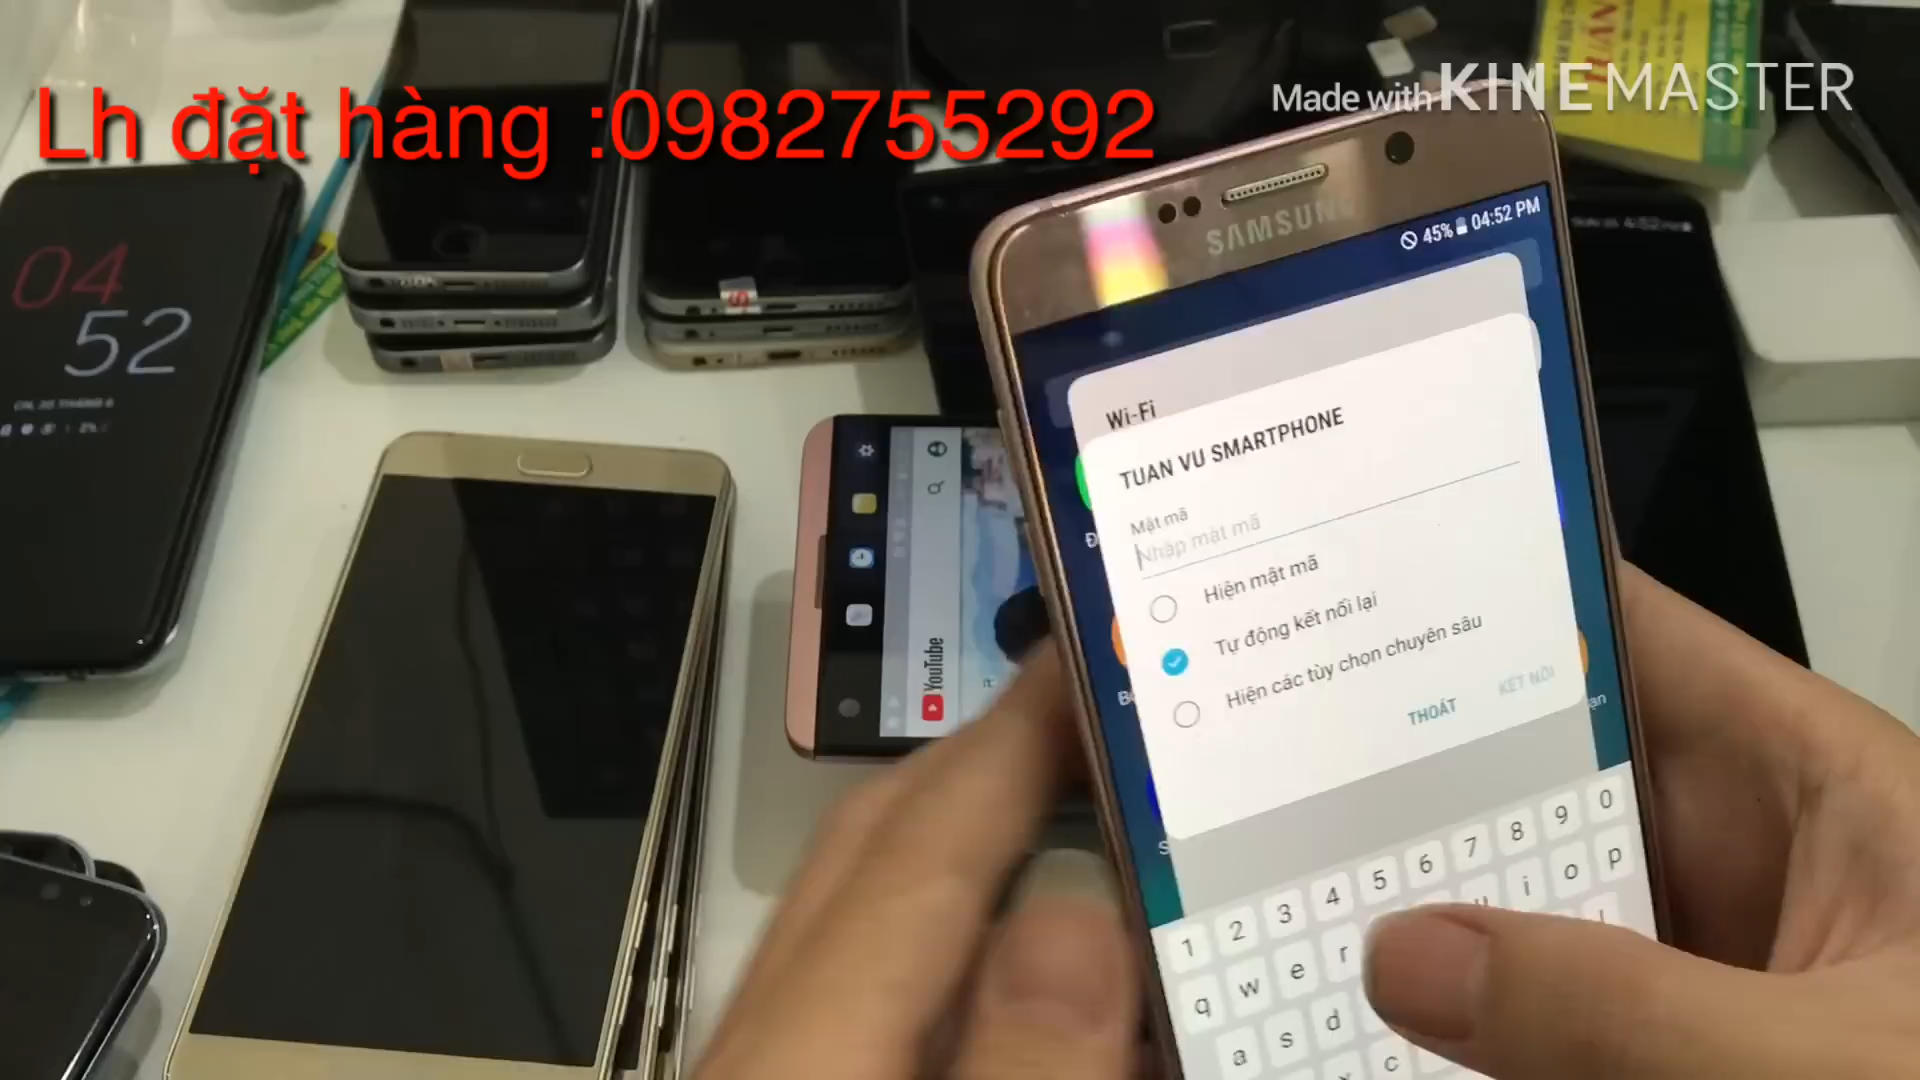 Lh đặt hàng :0982755292
Made with KINEMASTER
SAMSUNG
45% 04:52 PM
04
52
Wi-Fi
TUAN VU SMARTPHONE
Mật mã
Nhập mật mã
Hiện mật mã
Tự động kết nối lại
Hiện các tùy chọn chuyên sâu
THOÁT
KẾT NỐI
YouTube
1 2 3 4 5 6 7 8 9 0
q w e r u i o p
a s d l
c